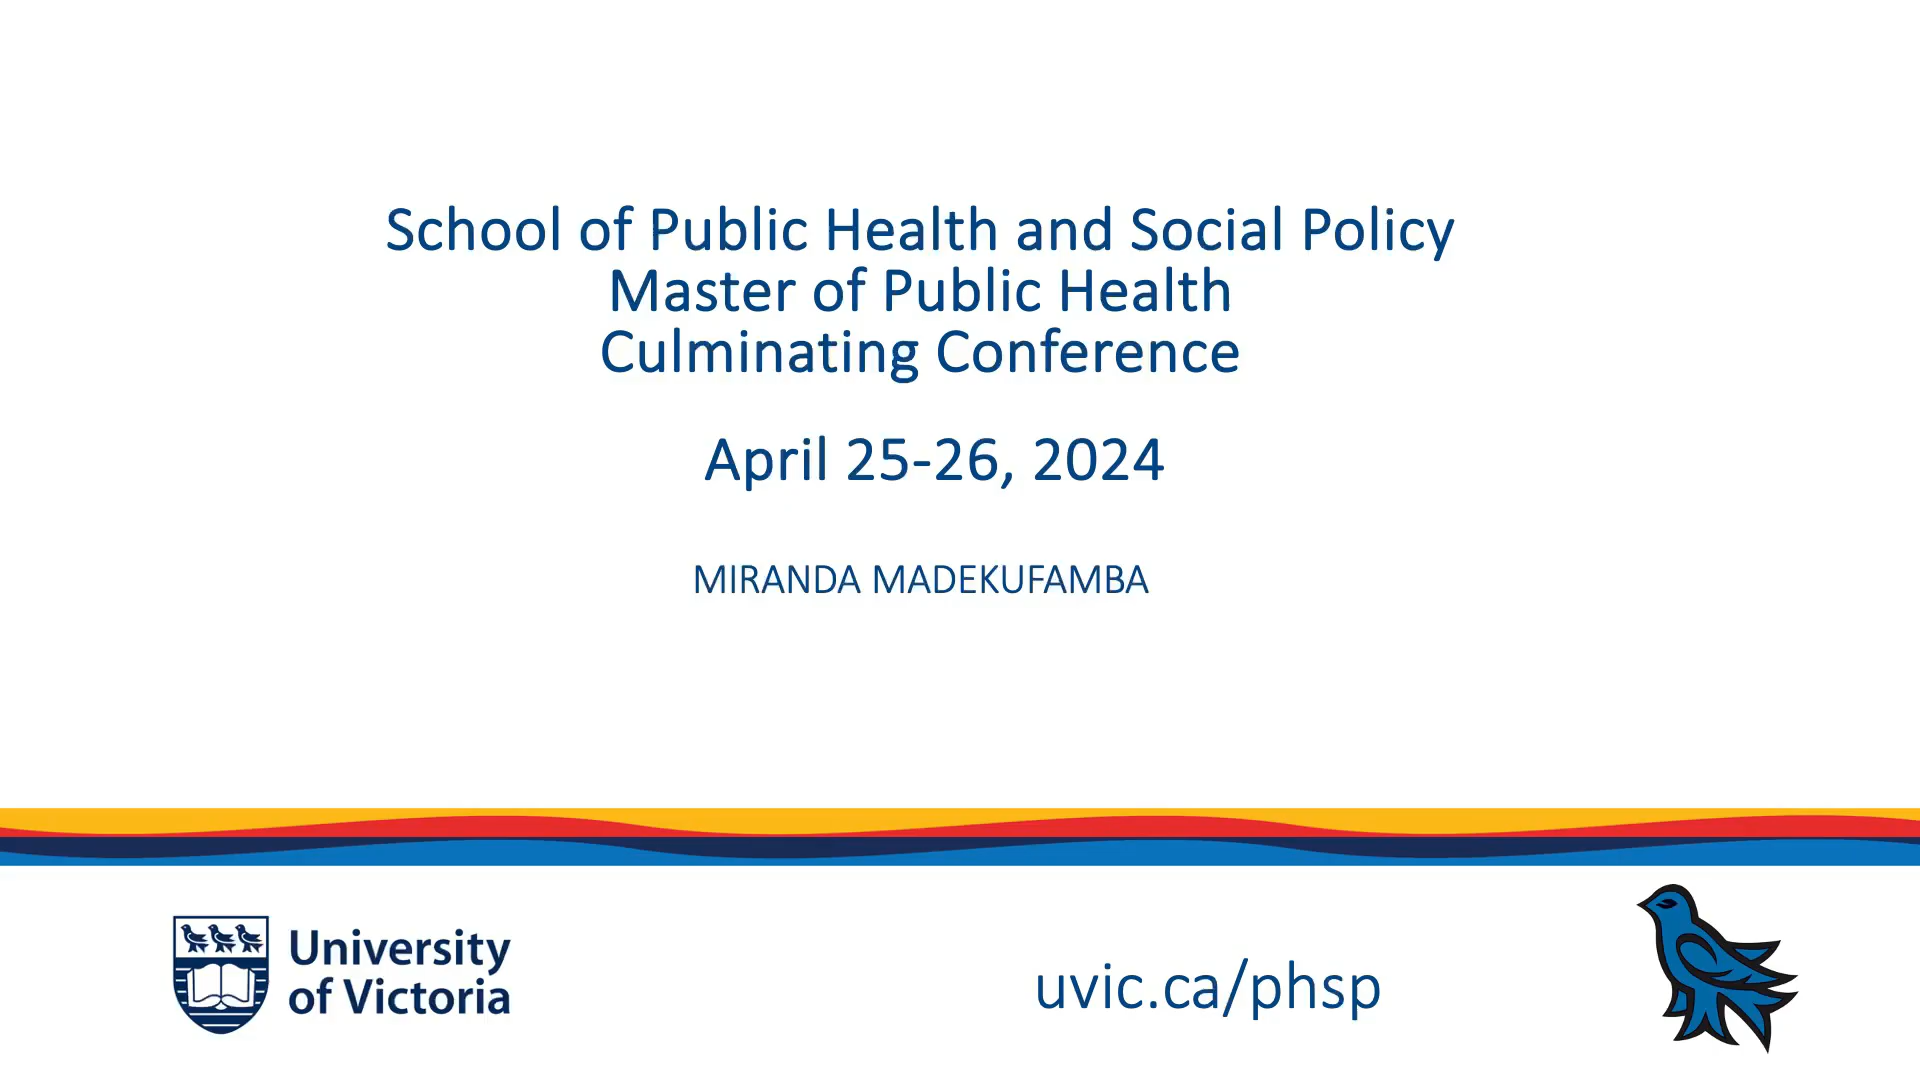 School of Public Health and Social Policy
Master of Public Health
Culminating Conference
April 25-26, 2024
MIRANDA MADEKUFAMBA
University
of Victoria
uvic.ca/phsp